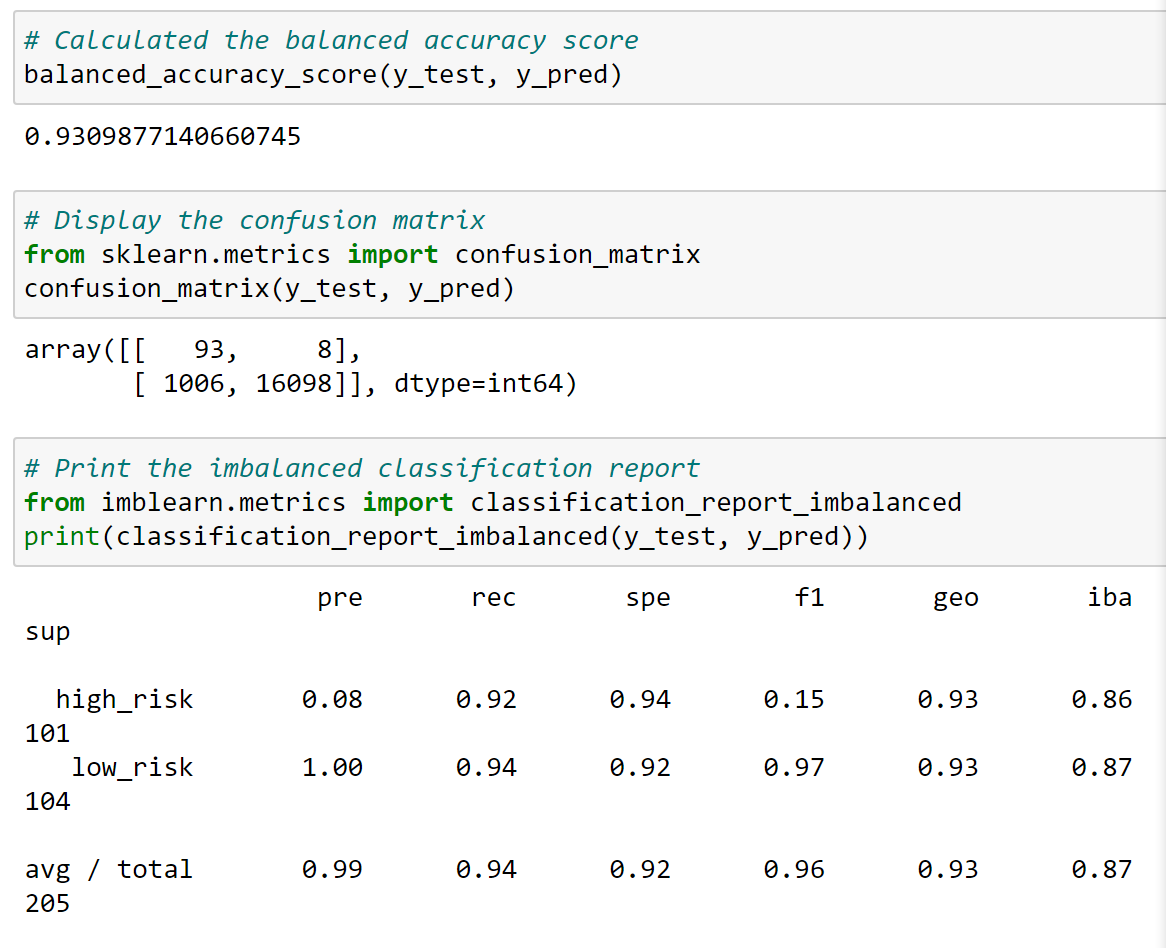 # Calculated the balanced accuracy score
balanced_accuracy_score(y_test, y_pred)
0.9309877140660745
# Display the confusion matrix
from sklearn.metrics import confusion_matrix
confusion_matrix(y_test, y_pred)
array([[   93,     8],
       [ 1006, 16098]], dtype=int64)
# Print the imbalanced classification report
from imblearn.metrics import classification_report_imbalanced
print(classification_report_imbalanced(y_test, y_pred))
                   pre       rec       spe        f1       geo       iba
sup
  high_risk       0.08      0.92      0.94      0.15      0.93      0.86
101
   low_risk       1.00      0.94      0.92      0.97      0.93      0.87
104
avg / total       0.99      0.94      0.92      0.96      0.93      0.87
205